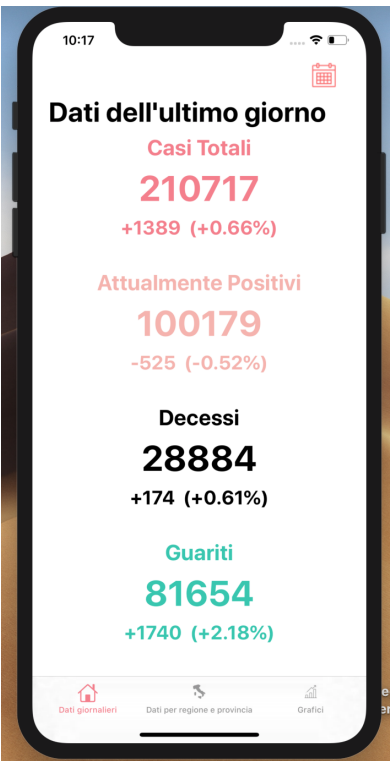 10:17
Dati dell'ultimo giorno
Casi Totali
210717
+1389 (+0.66%)
Attualmente Positivi
100179
-525 (-0.52%)
Decessi
28884
+174 (+0.61%)
Guariti
81654
+1740 (+2.18%)
Dati giornalieri
Dati per regione e provincia
Grafici